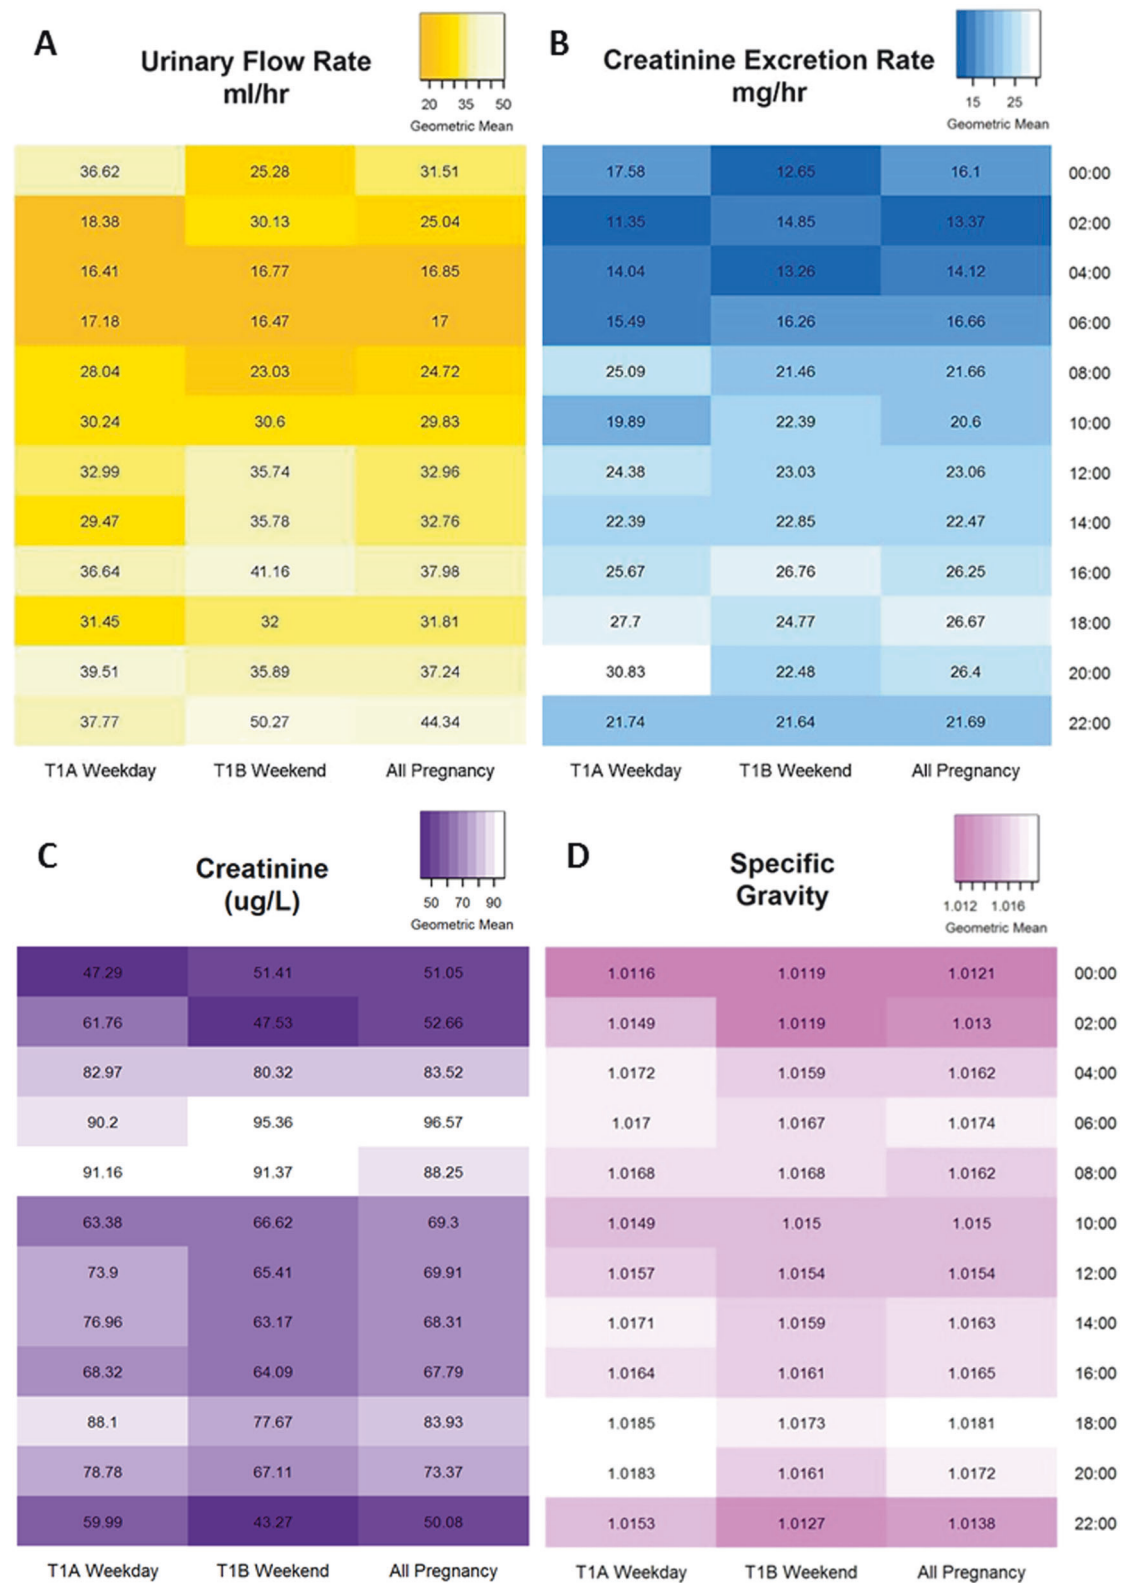 A
Urinary Flow Rate
ml/hr
20 35 50
Geometric Mean
36.62 25.28 31.51
18.38 30.13 25.04
16.41 16.77 16.85
17.18 16.47 17
28.04 23.03 24.72
30.24 30.6 29.83
32.99 35.74 32.96
29.47 35.78 32.76
36.64 41.16 37.98
31.45 32 31.81
39.51 35.89 37.24
37.77 50.27 44.34
T1A Weekday T1B Weekend All Pregnancy
B
Creatinine Excretion Rate
mg/hr
15 25
Geometric Mean
17.58 12.65 16.1 00:00
11.35 14.85 13.37 02:00
14.04 13.26 14.12 04:00
15.49 16.26 16.66 06:00
25.09 21.46 21.66 08:00
19.89 22.39 20.6 10:00
24.38 23.03 23.06 12:00
22.39 22.85 22.47 14:00
25.67 26.76 26.25 16:00
27.7 24.77 26.67 18:00
30.83 22.48 26.4 20:00
21.74 21.64 21.69 22:00
T1A Weekday T1B Weekend All Pregnancy
C
Creatinine
(ug/L)
50 70 90
Geometric Mean
47.29 51.41 51.05
61.76 47.53 52.66
82.97 80.32 83.52
90.2 95.36 96.57
91.16 91.37 88.25
63.38 66.62 69.3
73.9 65.41 69.91
76.96 63.17 68.31
68.32 64.09 67.79
88.1 77.67 83.93
78.78 67.11 73.37
59.99 43.27 50.08
T1A Weekday T1B Weekend All Pregnancy
D
Specific
Gravity
1.012 1.016
Geometric Mean
1.0116 1.0119 1.0121 00:00
1.0149 1.0119 1.013 02:00
1.0172 1.0159 1.0162 04:00
1.017 1.0167 1.0174 06:00
1.0168 1.0168 1.0162 08:00
1.0149 1.015 1.015 10:00
1.0157 1.0154 1.0154 12:00
1.0171 1.0159 1.0163 14:00
1.0164 1.0161 1.0165 16:00
1.0185 1.0173 1.0181 18:00
1.0183 1.0161 1.0172 20:00
1.0153 1.0127 1.0138 22:00
T1A Weekday T1B Weekend All Pregnancy